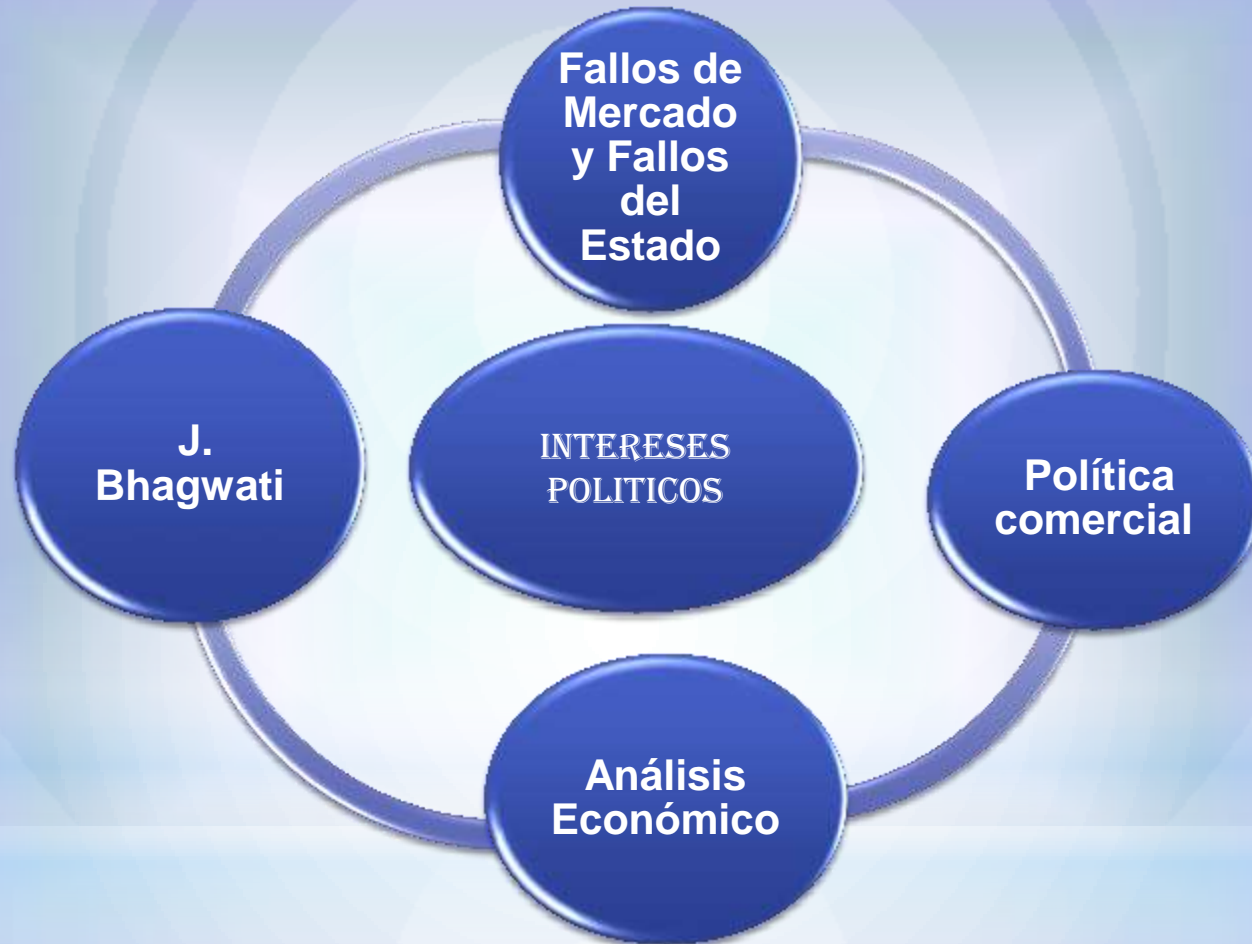 Fallos de
Mercado
y Fallos
del
Estado
J.
Bhagwati
INTERESES
POLITICOS
Política
comercial
Análisis
Económico